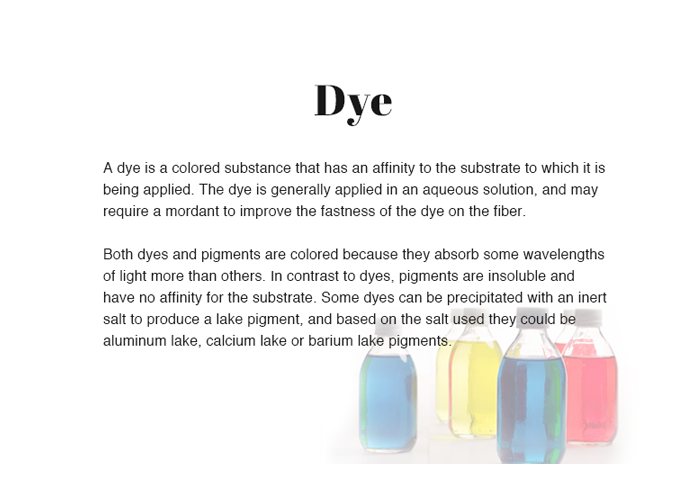 Dye
A dye is a colored substance that has an affinity to the substrate to which it is
being applied. The dye is generally applied in an aqueous solution, and may
require a mordant to improve the fastness of the dye on the fiber.
Both dyes and pigments are colored because they absorb some wavelengths
of light more than others. In contrast to dyes, pigments are insoluble and
have no affinity for the substrate. Some dyes can be precipitated with an inert
salt to produce a lake pigment, and based on the salt used they could be
aluminum lake, calcium lake or barium lake pigments.